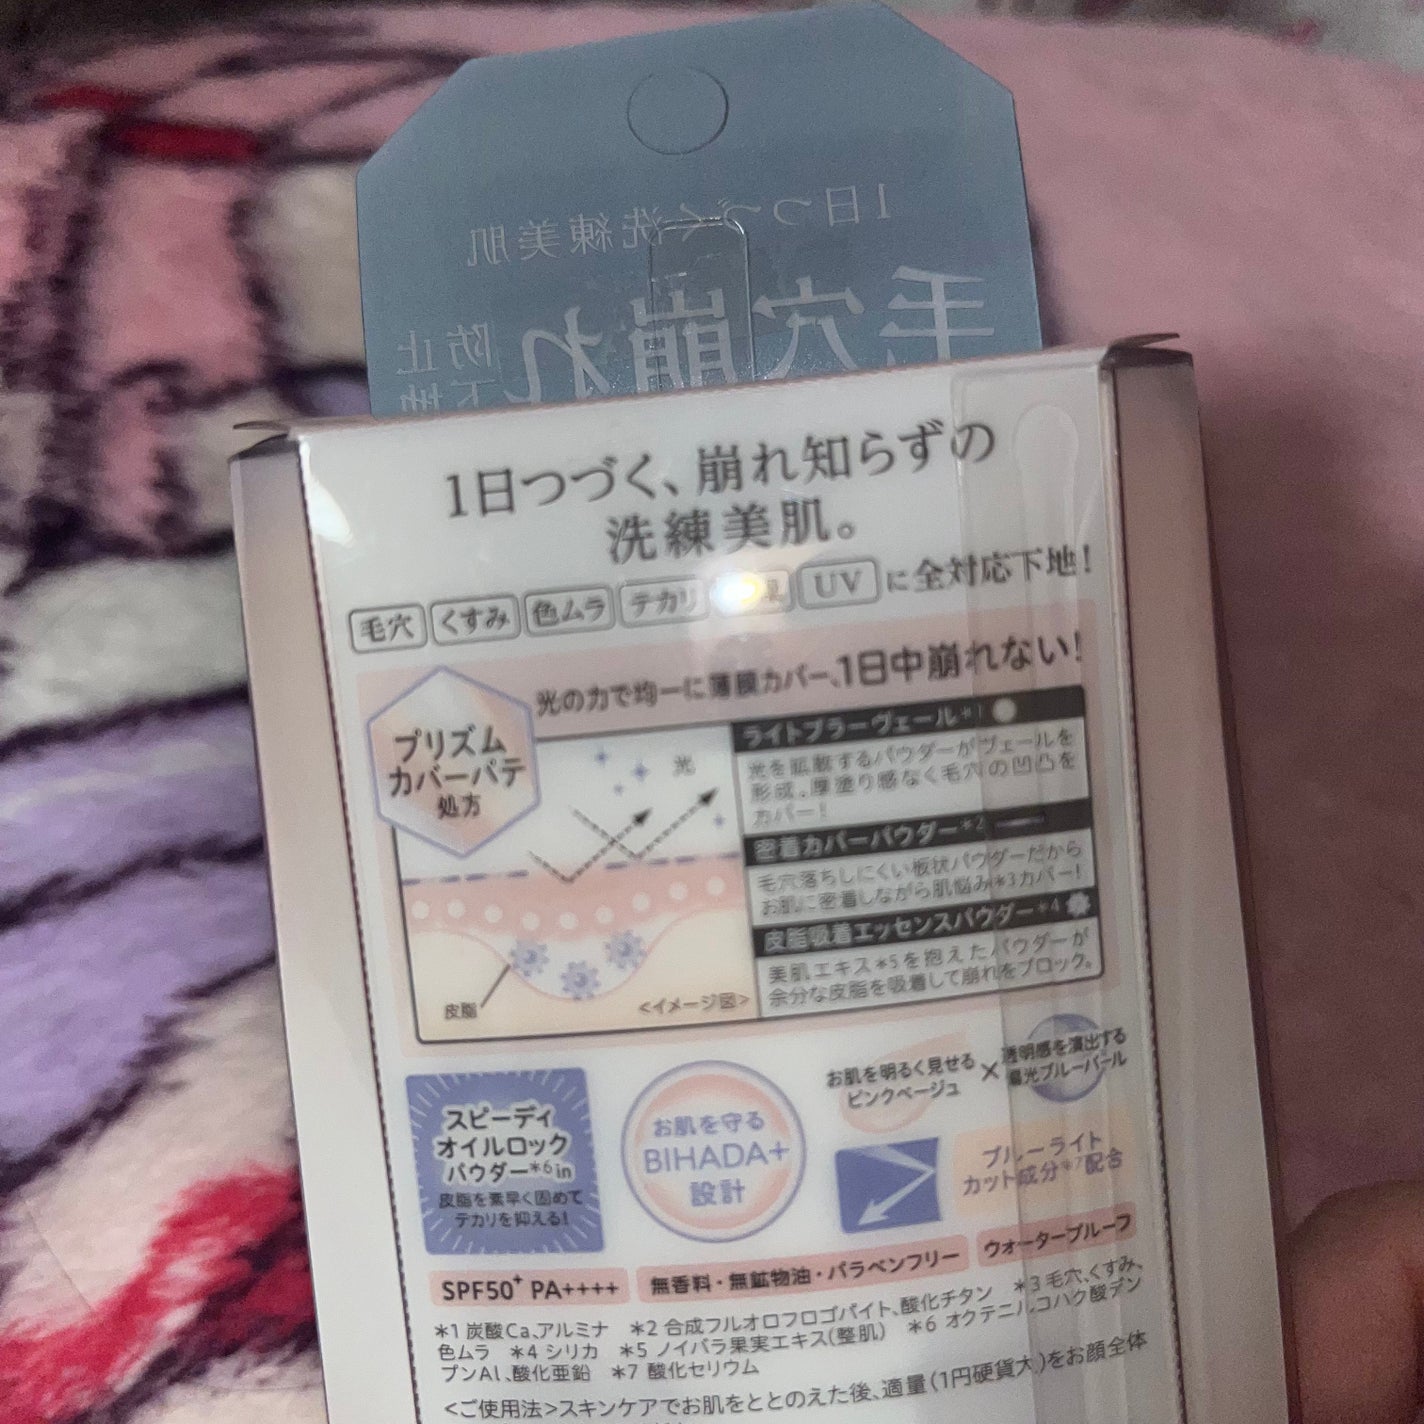 1日つづく洗練美肌
毛穴崩れ
防止
下地
1日つづく、崩れ知らずの
洗練美肌。
毛穴 くすみ 色ムラ テカリ UV に全対応下地!
光の力で均一に薄膜カバー、1日中崩れない!
プリズム
カバーパテ
処方
光
皮脂
<イメージ図>
ライトブラーヴェール*1
光を拡散するパウダーがヴェールを
形成。厚塗り感なく毛穴の凹凸を
カバー!
密着カバーパウダー*2
毛穴落ちしにくい板状パウダーだから
お肌に密着しながら肌悩み*3カバー!
皮脂吸着エッセンスパウダー*4
美肌エキス*5を抱えたパウダーが
余分な皮脂を吸着して崩れをブロック。
スピーディ
オイルロック
パウダー*6in
皮脂を素早く固めて
テカリを抑える!
お肌を守る
BIHADA+
設計
お肌を明るく見せる
ピンクベージュ
×
透明感を演出する
偏光ブルーパール
ブルーライト
カット成分*7配合
SPF50+ PA++++
無香料・無鉱物油・パラベンフリー
ウォータープルーフ
*1 炭酸Ca、アルミナ *2 合成フルオロフロゴパイト、酸化チタン *3 毛穴、くすみ、
色ムラ *4 シリカ *5 ノイバラ果実エキス(整肌) *6 オクテニルコハク酸デン
プンAl、酸化亜鉛 *7 酸化セリウム
<ご使用法>スキンケアでお肌をととのえた後、適量(1円硬貨大)をお顔全体